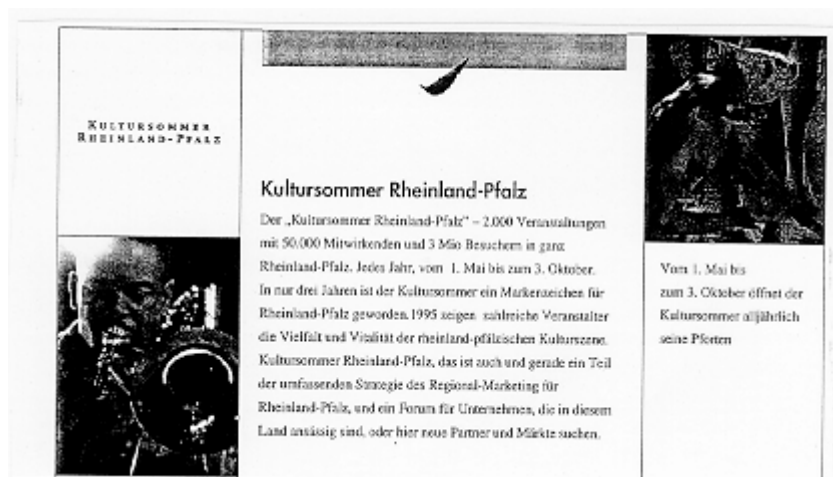 KULTURSOMMER
RHEINLAND-PFALZ
Kultursommer Rheinland-Pfalz
Der „Kultursommer Rheinland-Pfalz“ – 2.000 Veranstaltungen
mit 50.000 Mitwirkenden und 3 Mio Besuchern in ganz
Rheinland-Pfalz. Jedes Jahr, vom 1. Mai bis zum 3. Oktober.
In nur drei Jahren ist der Kultursommer ein Markenzeichen für
Rheinland-Pfalz geworden. 1995 zeigen zahlreiche Veranstalter
die Vielfalt und Vitalität der rheinland-pfälzischen Kulturszene.
Kultursommer Rheinland-Pfalz, das ist auch und gerade ein Teil
der umfassenden Strategie des Regional-Marketing für
Rheinland-Pfalz, und ein Forum für Unternehmen, die in diesem
Land ansässig sind, oder hier neue Partner und Märkte suchen.
Vom 1. Mai bis
zum 3. Oktober öffnet der
Kultursommer alljährlich
seine Pforten